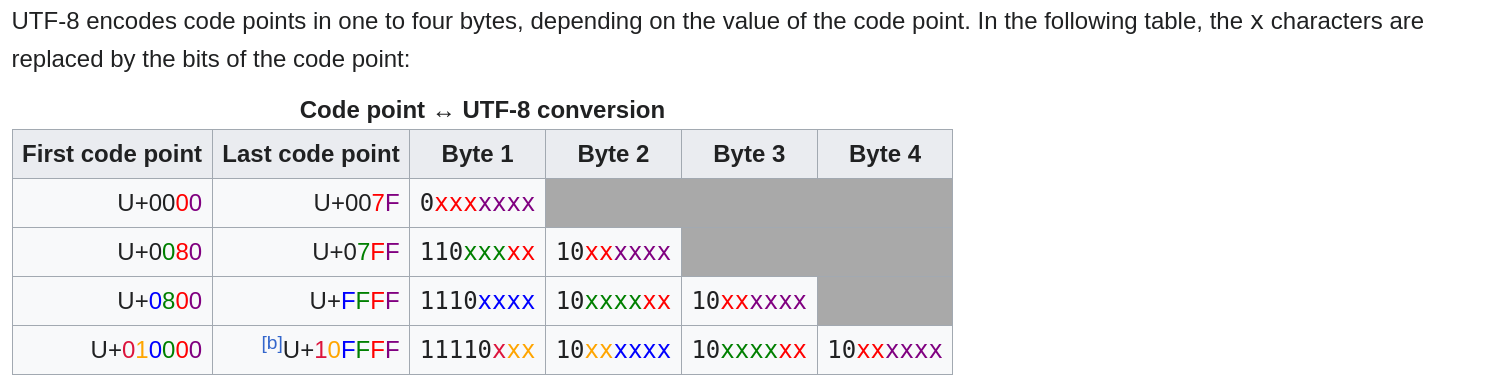 UTF-8 encodes code points in one to four bytes, depending on the value of the code point. In the following table, the x characters are
replaced by the bits of the code point:
Code point ↔ UTF-8 conversion
First code point Last code point Byte 1 Byte 2 Byte 3 Byte 4
U+0000 U+007F 0xxxxxxx
U+0080 U+07FF 110xxxxx 10xxxxxx
U+0800 U+FFFF 1110xxxx 10xxxxxx 10xxxxxx
U+010000 [b]U+10FFFF 11110xxx 10xxxxxx 10xxxxxx 10xxxxxx